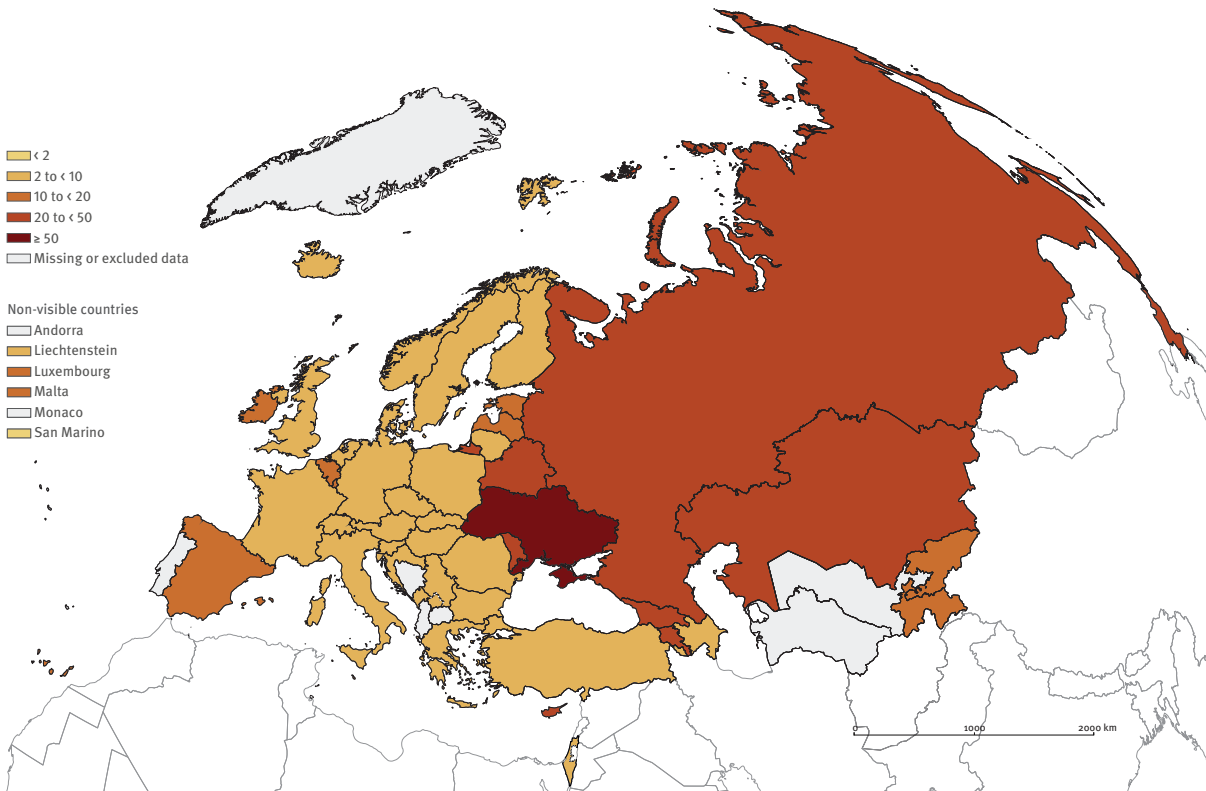 < 2
2 to < 10
10 to < 20
20 to < 50
≥ 50
Missing or excluded data
Non-visible countries
Andorra
Liechtenstein
Luxembourg
Malta
Monaco
San Marino
0 1000 2000 km